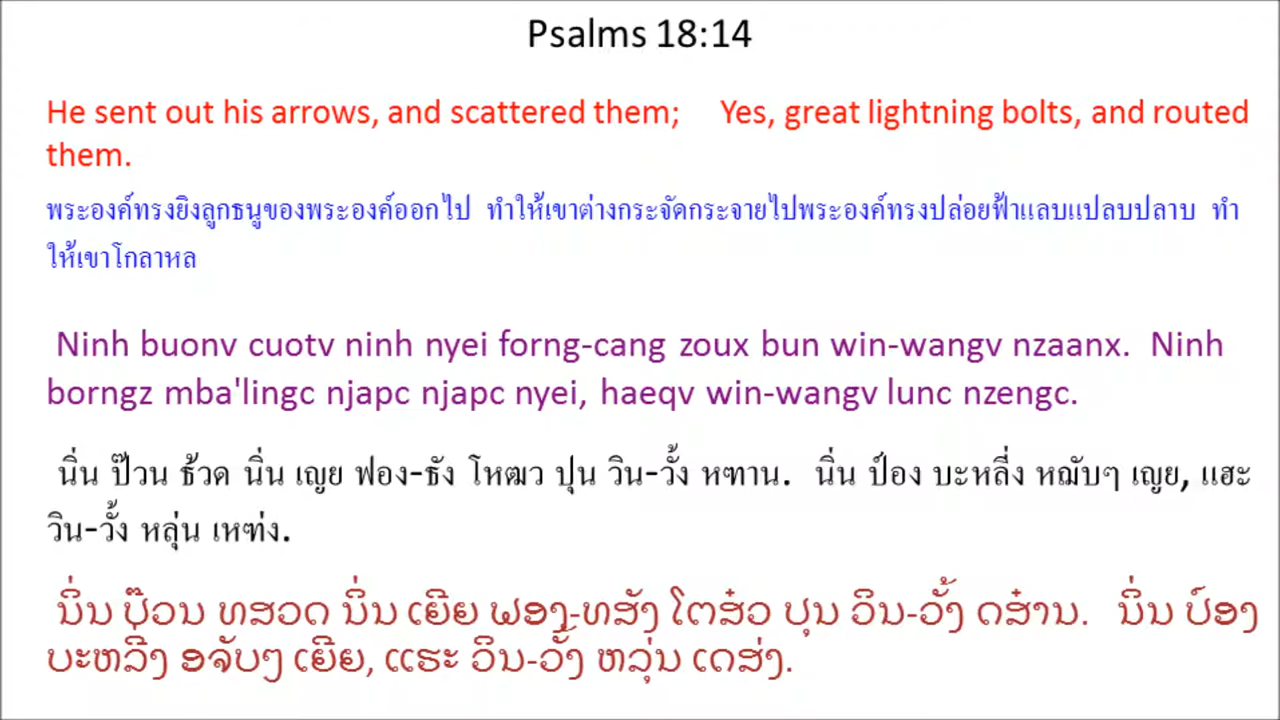 Psalms 18:14
He sent out his arrows, and scattered them;     Yes, great lightning bolts, and routed
them.
พระองค์ทรงยิงลูกธนูของพระองค์ออกไป  ทำให้เขาต่างกระจัดกระจายไปพระองค์ทรงปล่อยฟ้าแลบแปลบปลาบ  ทำ
ให้เขาโกลาหล
Ninh buonv cuotv ninh nyei forng-cang zoux bun win-wangv nzaanx.  Ninh
borngz mba'lingc njapc njapc nyei, haeqv win-wangv lunc nzengc.
นิ่น ป๊วน ธ้วด นิ่น เญย ฟอง-ธัง โหฒว ปุน วิน-วั้ง หฑาน.  นิ่น ป์อง บะหลี่ง หฌับๆ เญย, แฮะ
วิน-วั้ง หลุ่น เหฑ่ง.
ນິ່ນ ປ໊ວນ ທສວດ ນິ່ນ ເຍີຍ ຟອງ-ທສັງ ໂຕສ໋ວ ປຸນ ວິນ-ວັ້ງ ດສ໋ານ.  ນິ່ນ ປ໌ອງ
ບະຫລີ່ງ ອຈັບໆ ເຍີຍ, ແຮະ ວິນ-ວັ້ງ ຫລຸ່ນ ເດສ່ງ.